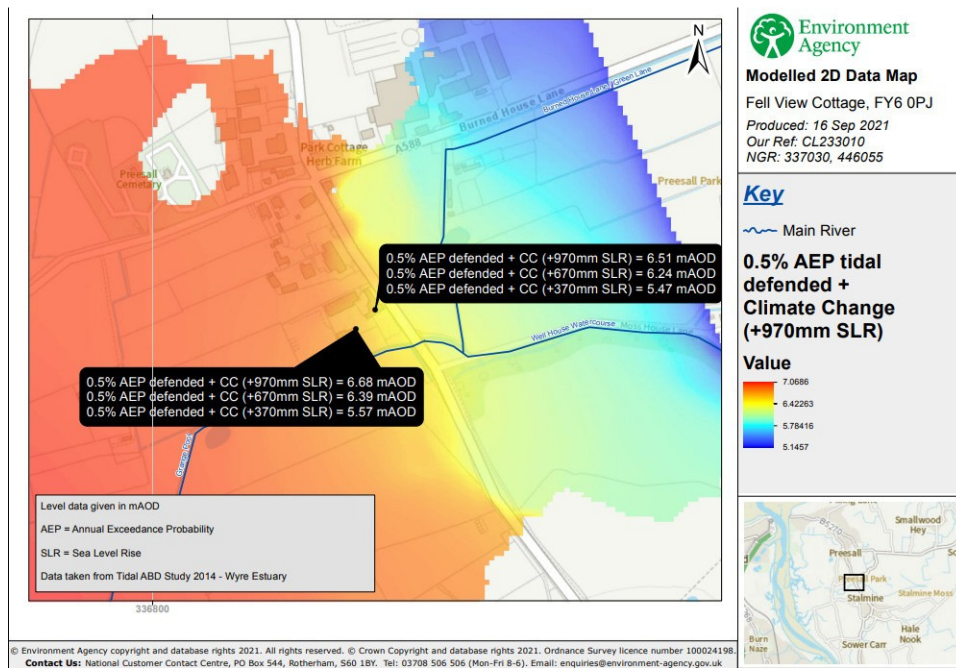 Environment
Agency
Modelled 2D Data Map
Fell View Cottage, FY6 0PJ
Produced: 16 Sep 2021
Our Ref: CL233010
NGR: 337030, 446055
Key
Main River
0.5% AEP tidal
defended +
Climate Change
(+970mm SLR)
Value
7.0686
6.42263
5.78416
5.1457
N
Burned House Lane / Green Lane
Burned House Lane
A588
Park Cottage
Herb Farm
Preesall
Cemetery
Preesall Park
0.5% AEP defended + CC (+970mm SLR) = 6.51 mAOD
0.5% AEP defended + CC (+670mm SLR) = 6.24 mAOD
0.5% AEP defended + CC (+370mm SLR) = 5.47 mAOD
Well House Watercourse
Moss House Lane
0.5% AEP defended + CC (+970mm SLR) = 6.68 mAOD
0.5% AEP defended + CC (+670mm SLR) = 6.39 mAOD
0.5% AEP defended + CC (+370mm SLR) = 5.57 mAOD
Grange Pool
Level data given in mAOD
AEP = Annual Exceedance Probability
SLR = Sea Level Rise
Data taken from Tidal ABD Study 2014 - Wyre Estuary
336800
B5270
Smallwood
Hey
Preesall
Preesall Park
Stalmine
Stalmine Moss
Hale
Nook
Burn
Naze
Sower Carr
© Environment Agency copyright and database rights 2021. All rights reserved. © Crown Copyright and database rights 2021. Ordnance Survey licence number 100024198.
Contact Us: National Customer Contact Centre, PO Box 544, Rotherham, S60 1BY. Tel: 03708 506 506 (Mon-Fri 8-6). Email: enquiries@environment-agency.gov.uk